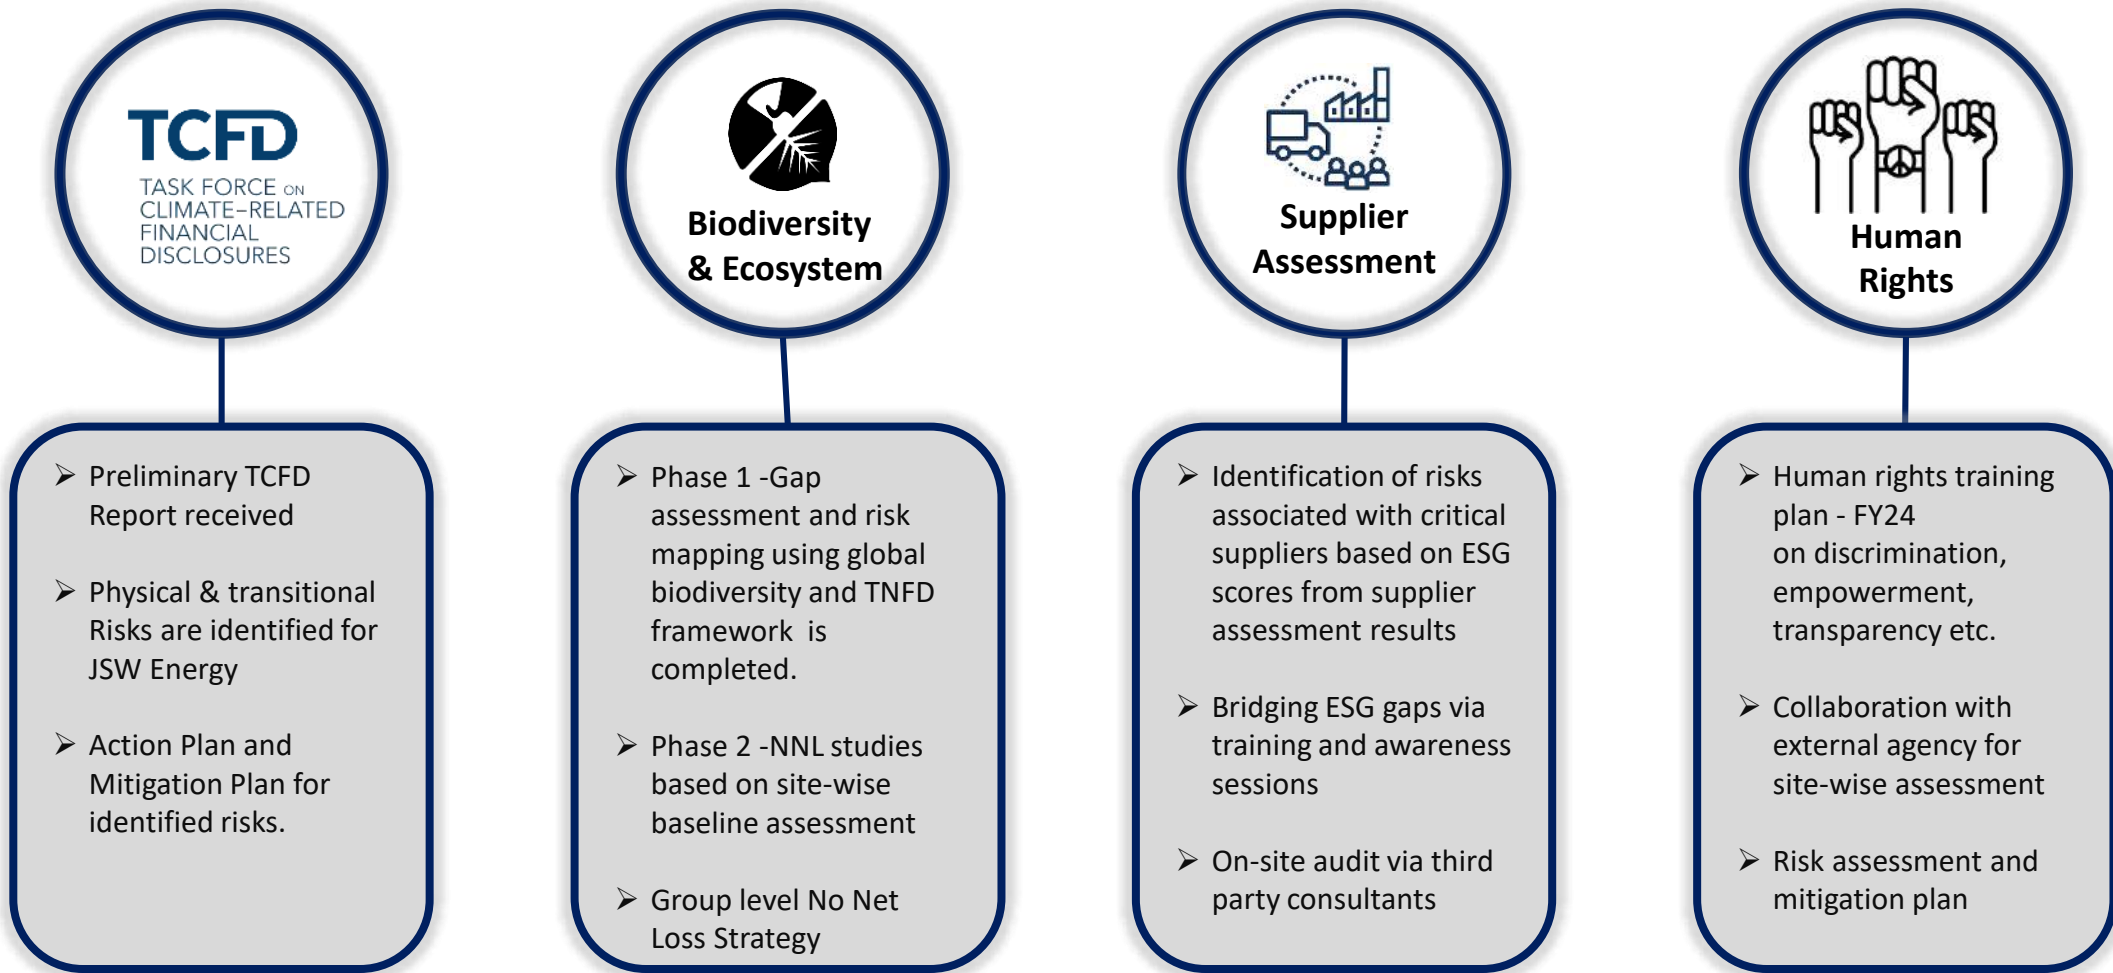 TCFD
TASK FORCE ON
CLIMATE-RELATED
FINANCIAL
DISCLOSURES
➢ Preliminary TCFD
Report received
➢ Physical & transitional
Risks are identified for
JSW Energy
➢ Action Plan and
Mitigation Plan for
identified risks.
Biodiversity
& Ecosystem
➢ Phase 1 -Gap
assessment and risk
mapping using global
biodiversity and TNFD
framework is
completed.
➢ Phase 2 -NNL studies
based on site-wise
baseline assessment
➢ Group level No Net
Loss Strategy
Supplier
Assessment
➢ Identification of risks
associated with critical
suppliers based on ESG
scores from supplier
assessment results
➢ Bridging ESG gaps via
training and awareness
sessions
➢ On-site audit via third
party consultants
Human
Rights
➢ Human rights training
plan - FY24
on discrimination,
empowerment,
transparency etc.
➢ Collaboration with
external agency for
site-wise assessment
➢ Risk assessment and
mitigation plan